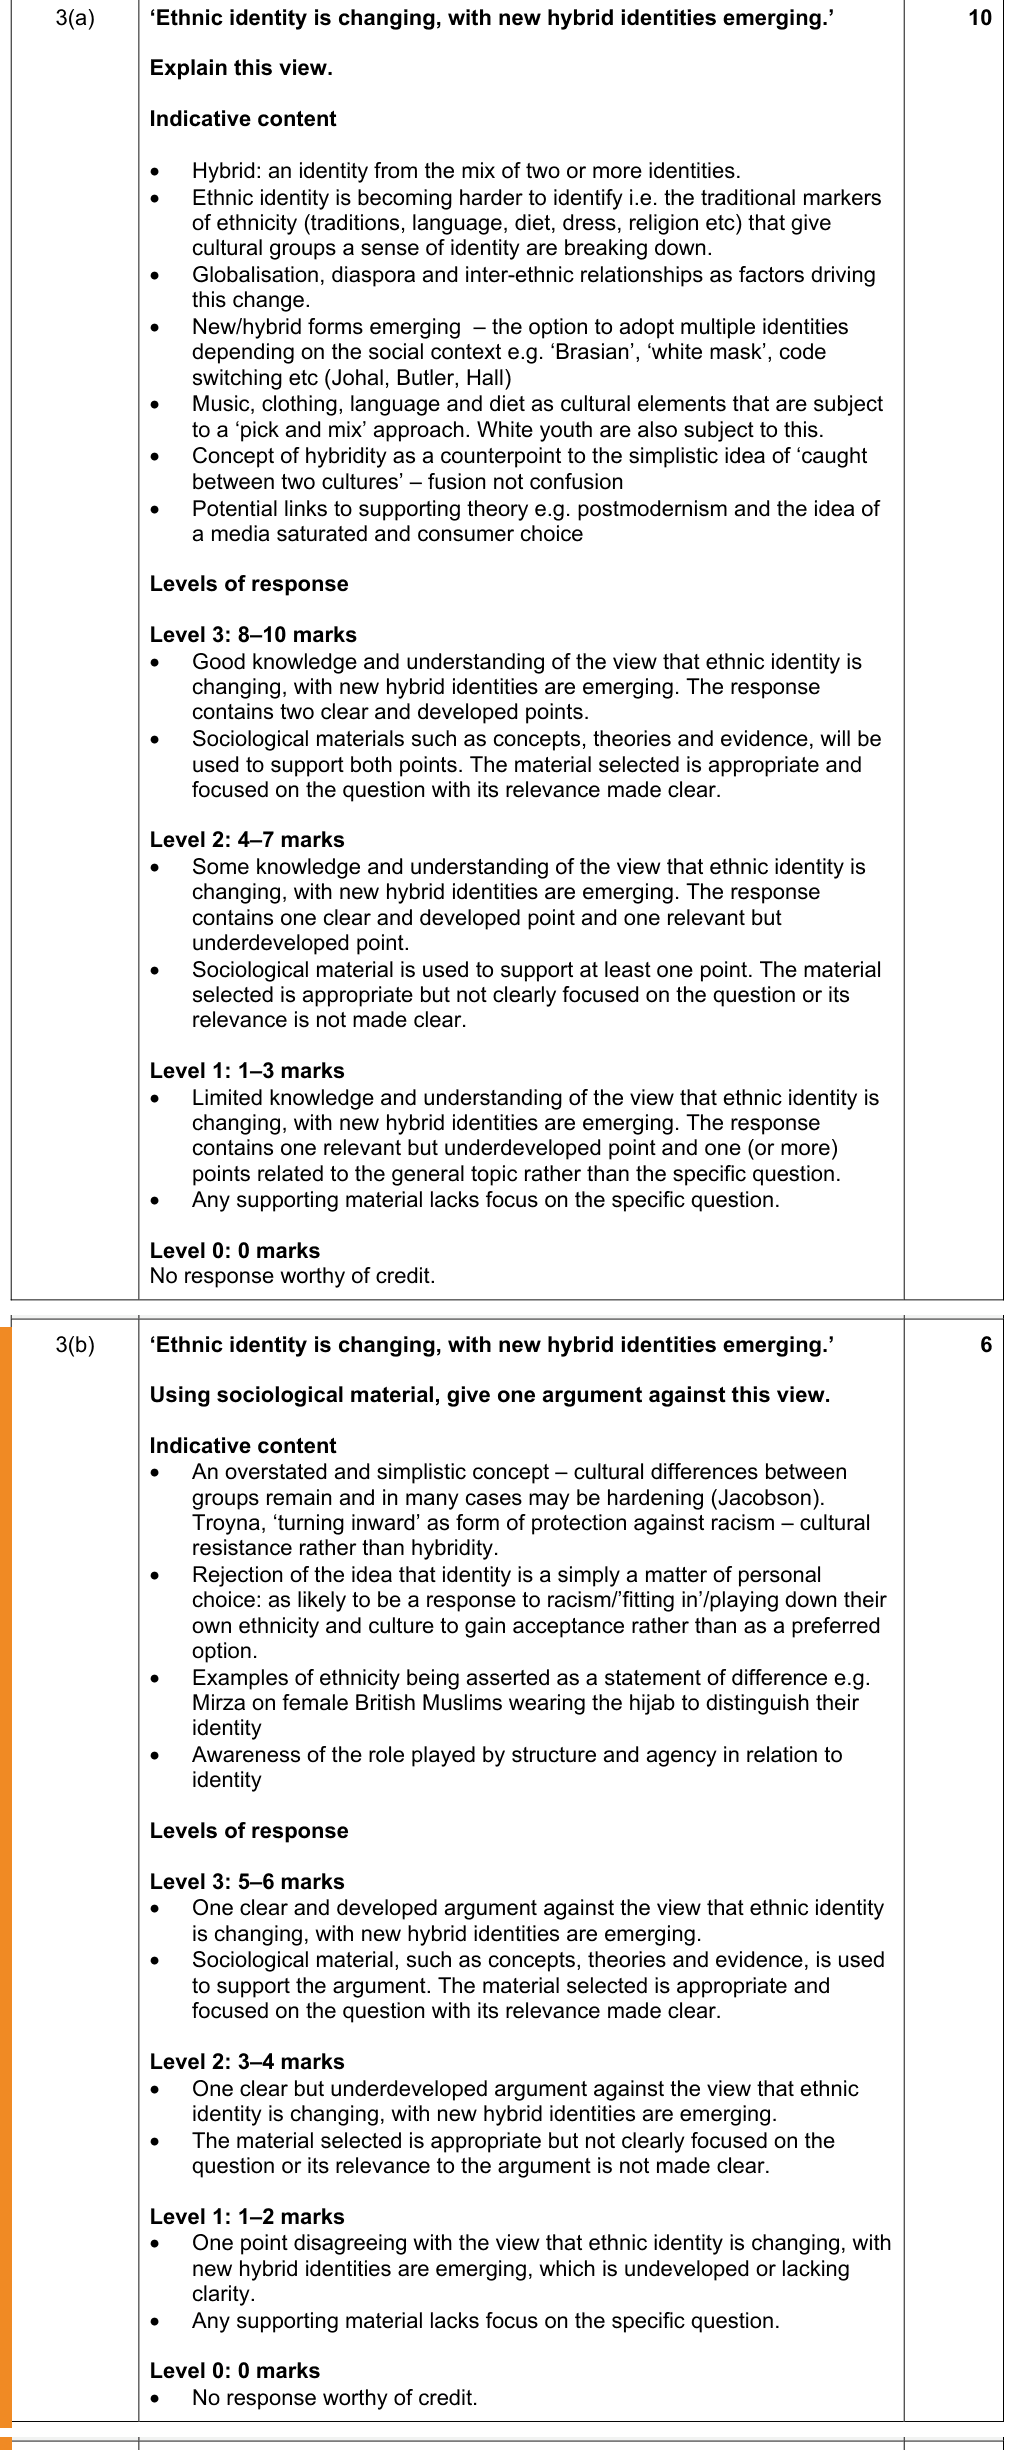 3(a) ‘Ethnic identity is changing, with new hybrid identities emerging.’ 10
Explain this view.
Indicative content
• Hybrid: an identity from the mix of two or more identities.
• Ethnic identity is becoming harder to identify i.e. the traditional markers
of ethnicity (traditions, language, diet, dress, religion etc) that give
cultural groups a sense of identity are breaking down.
• Globalisation, diaspora and inter-ethnic relationships as factors driving
this change.
• New/hybrid forms emerging – the option to adopt multiple identities
depending on the social context e.g. ‘Brasian’, ‘white mask’, code
switching etc (Johal, Butler, Hall)
• Music, clothing, language and diet as cultural elements that are subject
to a ‘pick and mix’ approach. White youth are also subject to this.
• Concept of hybridity as a counterpoint to the simplistic idea of ‘caught
between two cultures’ – fusion not confusion
• Potential links to supporting theory e.g. postmodernism and the idea of
a media saturated and consumer choice
Levels of response
Level 3: 8–10 marks
• Good knowledge and understanding of the view that ethnic identity is
changing, with new hybrid identities are emerging. The response
contains two clear and developed points.
• Sociological materials such as concepts, theories and evidence, will be
used to support both points. The material selected is appropriate and
focused on the question with its relevance made clear.
Level 2: 4–7 marks
• Some knowledge and understanding of the view that ethnic identity is
changing, with new hybrid identities are emerging. The response
contains one clear and developed point and one relevant but
underdeveloped point.
• Sociological material is used to support at least one point. The material
selected is appropriate but not clearly focused on the question or its
relevance is not made clear.
Level 1: 1–3 marks
• Limited knowledge and understanding of the view that ethnic identity is
changing, with new hybrid identities are emerging. The response
contains one relevant but underdeveloped point and one (or more)
points related to the general topic rather than the specific question.
• Any supporting material lacks focus on the specific question.
Level 0: 0 marks
No response worthy of credit.
3(b) ‘Ethnic identity is changing, with new hybrid identities emerging.’ 6
Using sociological material, give one argument against this view.
Indicative content
• An overstated and simplistic concept – cultural differences between
groups remain and in many cases may be hardening (Jacobson).
Troyna, ‘turning inward’ as form of protection against racism – cultural
resistance rather than hybridity.
• Rejection of the idea that identity is a simply a matter of personal
choice: as likely to be a response to racism/’fitting in’/playing down their
own ethnicity and culture to gain acceptance rather than as a preferred
option.
• Examples of ethnicity being asserted as a statement of difference e.g.
Mirza on female British Muslims wearing the hijab to distinguish their
identity
• Awareness of the role played by structure and agency in relation to
identity
Levels of response
Level 3: 5–6 marks
• One clear and developed argument against the view that ethnic identity
is changing, with new hybrid identities are emerging.
• Sociological material, such as concepts, theories and evidence, is used
to support the argument. The material selected is appropriate and
focused on the question with its relevance made clear.
Level 2: 3–4 marks
• One clear but underdeveloped argument against the view that ethnic
identity is changing, with new hybrid identities are emerging.
• The material selected is appropriate but not clearly focused on the
question or its relevance to the argument is not made clear.
Level 1: 1–2 marks
• One point disagreeing with the view that ethnic identity is changing, with
new hybrid identities are emerging, which is undeveloped or lacking
clarity.
• Any supporting material lacks focus on the specific question.
Level 0: 0 marks
• No response worthy of credit.